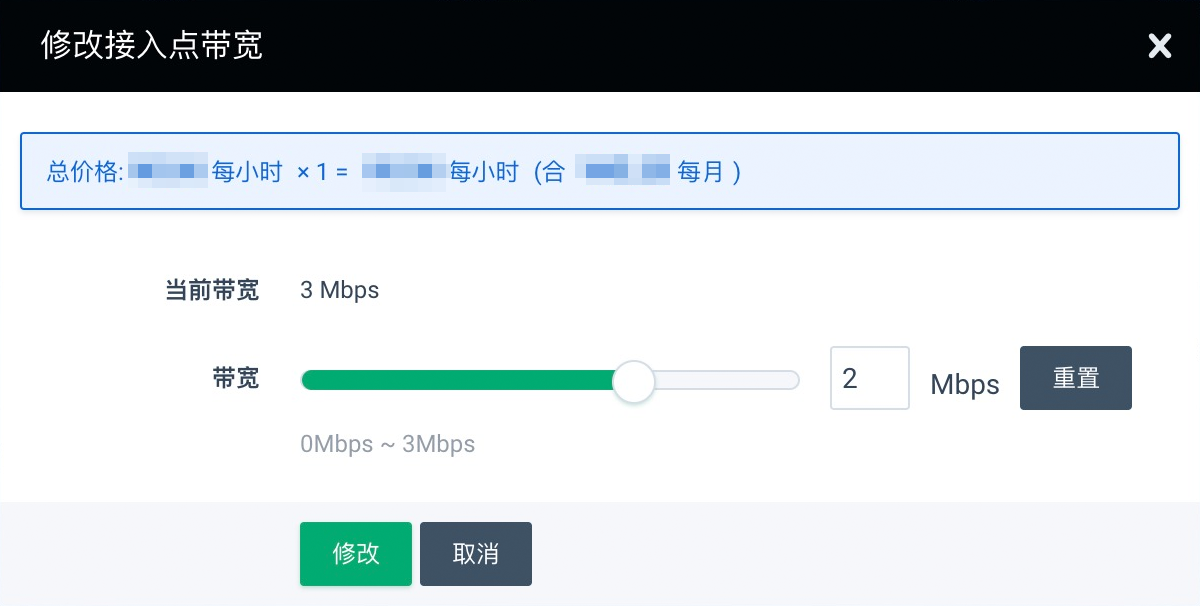 修改接入点带宽
总价格: 每小时 × 1 = 每小时 (合 每月 )
当前带宽 3 Mbps
带宽 2 Mbps 重置
0Mbps ~ 3Mbps
修改 取消